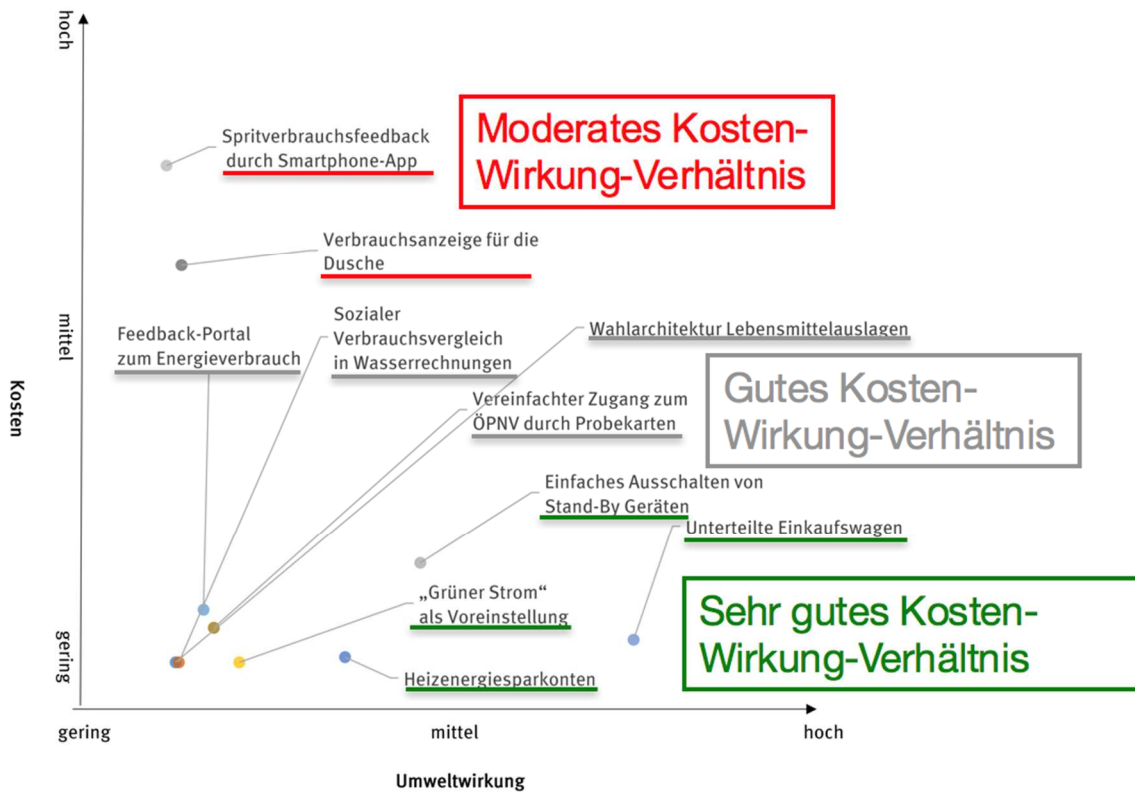 hoch
Spritverbrauchsfeedback
durch Smartphone-App
Moderates Kosten-
Wirkung-Verhältnis
Verbrauchsanzeige für die
Dusche
mittel
Feedback-Portal
zum Energieverbrauch
Sozialer
Verbrauchsvergleich
in Wasserrechnungen
Wahlarchitektur Lebensmittelauslagen
Kosten
Vereinfachter Zugang zum
ÖPNV durch Probekarten
Gutes Kosten-
Wirkung-Verhältnis
Einfaches Ausschalten von
Stand-By Geräten
Unterteilte Einkaufswagen
„Grüner Strom“
als Voreinstellung
Sehr gutes Kosten-
Wirkung-Verhältnis
gering
Heizenergiesparkonten
gering
mittel
hoch
Umweltwirkung